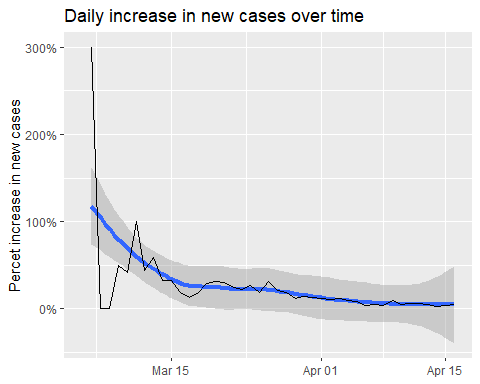 Daily increase in new cases over time
Percet increase in new cases
300%
200%
100%
0%
Mar 15
Apr 01
Apr 15